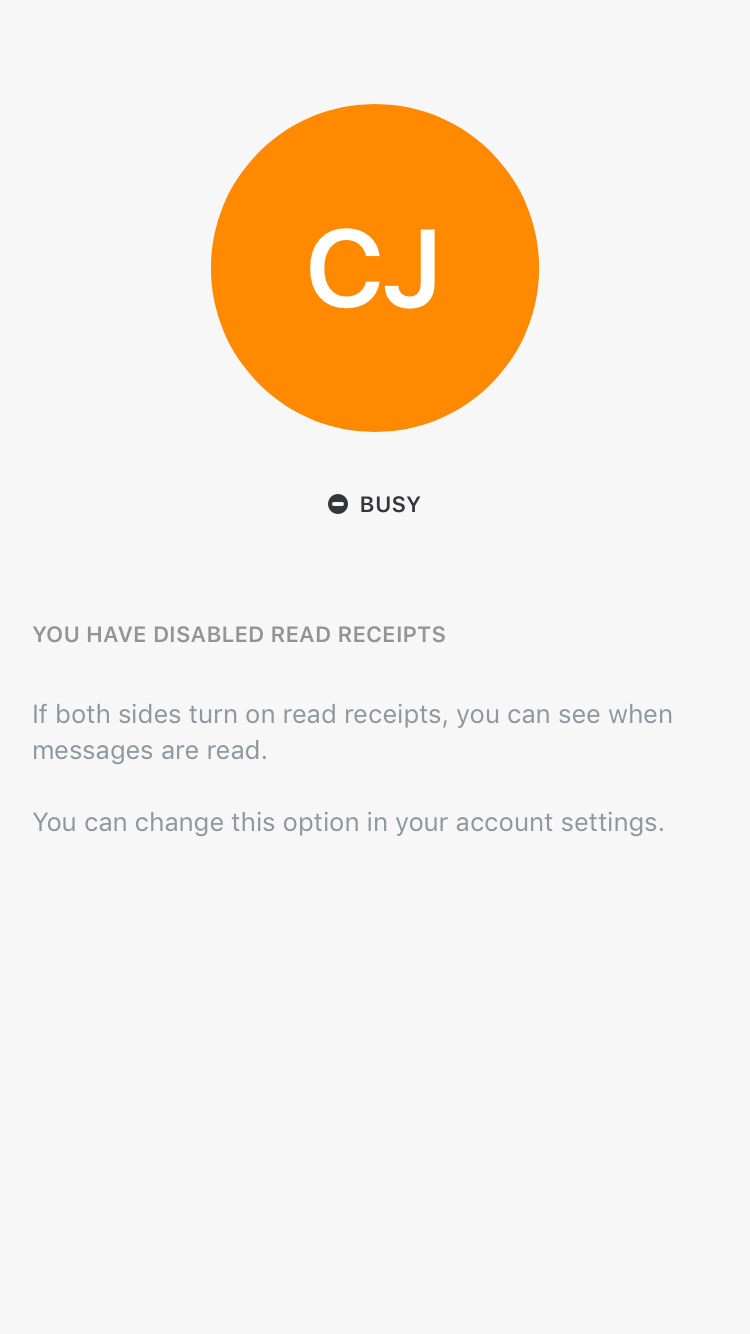 CJ
BUSY
YOU HAVE DISABLED READ RECEIPTS
If both sides turn on read receipts, you can see when
messages are read.
You can change this option in your account settings.